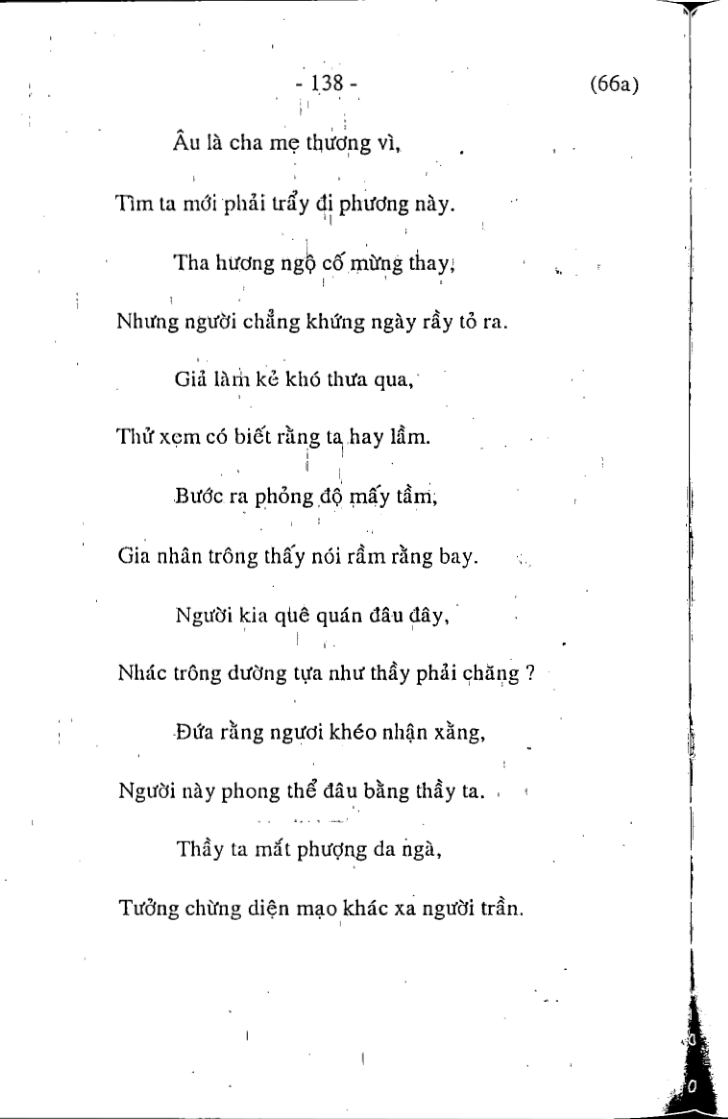 - 138 - (66a)
Âu là cha mẹ thương vì,
Tìm ta mới phải trẩy đi phương này.
Tha hương ngộ cố mừng thay,
Nhưng người chẳng khứng ngày rầy tỏ ra.
Giả làm kẻ khó thưa qua,
Thử xem có biết rằng ta hay lầm.
Bước ra phỏng độ mấy tầm,
Gia nhân trông thấy nói rầm rằng bay.
Người kia quê quán đâu đây,
Nhác trông dường tựa như thầy phải chăng ?
Đứa rằng ngươi khéo nhận xằng,
Người này phong thể đâu bằng thầy ta.
Thầy ta mắt phượng da ngà,
Tưởng chừng diện mạo khác xa người trần.